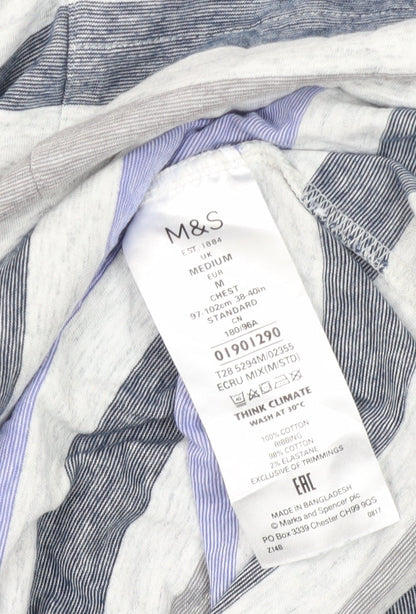 M&S
EST. 1884
UK
MEDIUM
EUR
M
CHEST
97-102cm 38-40in
STANDARD
CN
180/96A
01901290
T28 5294M|02355
ECRU MIX(M|STD)
THINK CLIMATE
WASH AT 30°C
100% COTTON
RIBBING
98% COTTON
2% ELASTANE
EXCLUSIVE OF TRIMMINGS
EAC
MADE IN BANGLADESH
© Marks and Spencer plc
PO Box 3339 Chester CH99 9QS
Z14B 0817